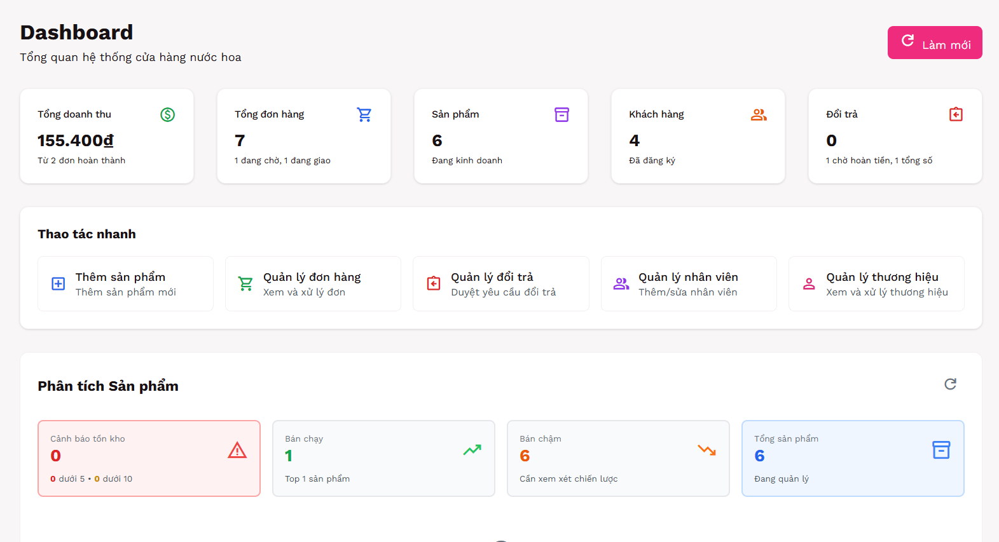 Dashboard
Tổng quan hệ thống cửa hàng nước hoa
Làm mới
Tổng doanh thu
155.400₫
Từ 2 đơn hoàn thành
Tổng đơn hàng
7
1 đang chờ, 1 đang giao
Sản phẩm
6
Đang kinh doanh
Khách hàng
4
Đã đăng ký
Đổi trả
0
1 chờ hoàn tiền, 1 tổng số
Thao tác nhanh
Thêm sản phẩm
Thêm sản phẩm mới
Quản lý đơn hàng
Xem và xử lý đơn
Quản lý đổi trả
Duyệt yêu cầu đổi trả
Quản lý nhân viên
Thêm/sửa nhân viên
Quản lý thương hiệu
Xem và xử lý thương hiệu
Phân tích Sản phẩm
Cảnh báo tồn kho
0
0 dưới 5 • 0 dưới 10
Bán chạy
1
Top 1 sản phẩm
Bán chậm
6
Cần xem xét chiến lược
Tổng sản phẩm
6
Đang quản lý